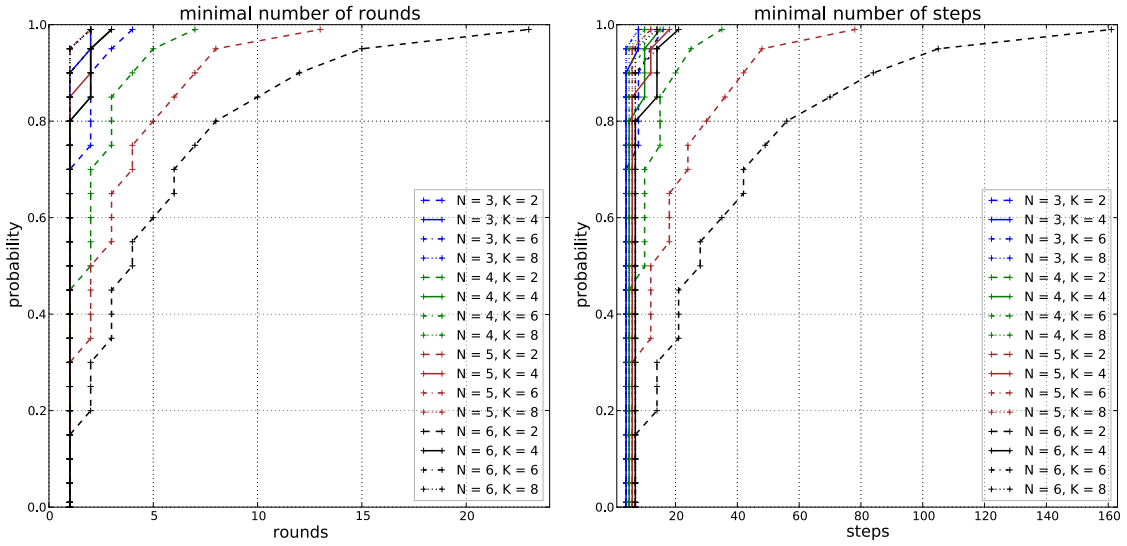 minimal number of rounds
1.0
0.8
0.6
0.4
0.2
0.0
probability
0
5
10
15
20
rounds
N = 3, K = 2
N = 3, K = 4
N = 3, K = 6
N = 3, K = 8
N = 4, K = 2
N = 4, K = 4
N = 4, K = 6
N = 4, K = 8
N = 5, K = 2
N = 5, K = 4
N = 5, K = 6
N = 5, K = 8
N = 6, K = 2
N = 6, K = 4
N = 6, K = 6
N = 6, K = 8
minimal number of steps
1.0
0.8
0.6
0.4
0.2
0.0
probability
20
40
60
80
100
120
140
160
steps
N = 3, K = 2
N = 3, K = 4
N = 3, K = 6
N = 3, K = 8
N = 4, K = 2
N = 4, K = 4
N = 4, K = 6
N = 4, K = 8
N = 5, K = 2
N = 5, K = 4
N = 5, K = 6
N = 5, K = 8
N = 6, K = 2
N = 6, K = 4
N = 6, K = 6
N = 6, K = 8